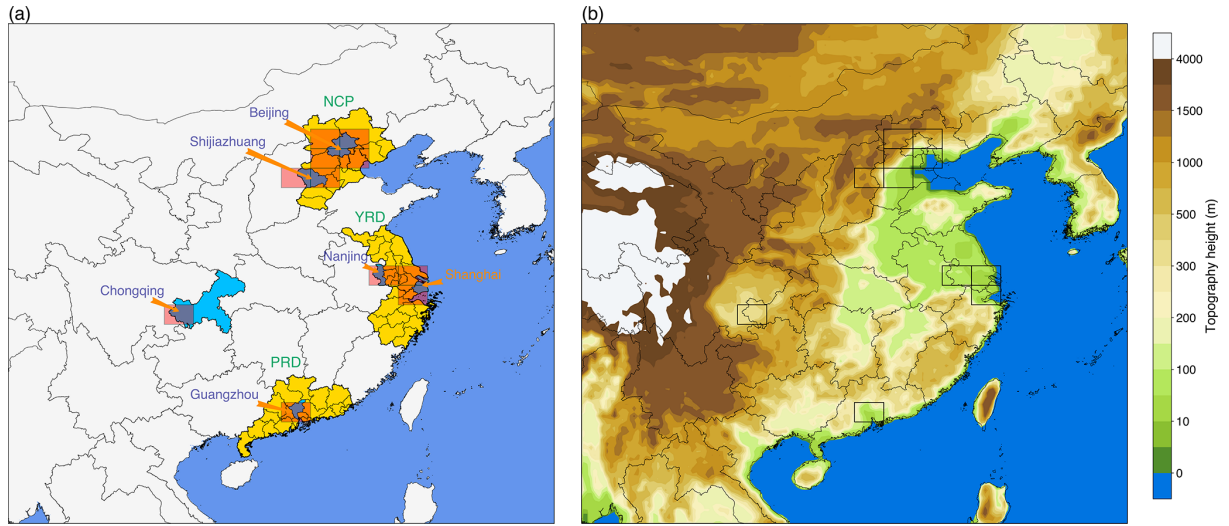 (a)
NCP
Beijing
Shijiazhuang
YRD
Nanjing
Shanghai
Chongqing
PRD
Guangzhou
(b)
4000
1500
1000
500
300
200
100
10
0
Topography height (m)